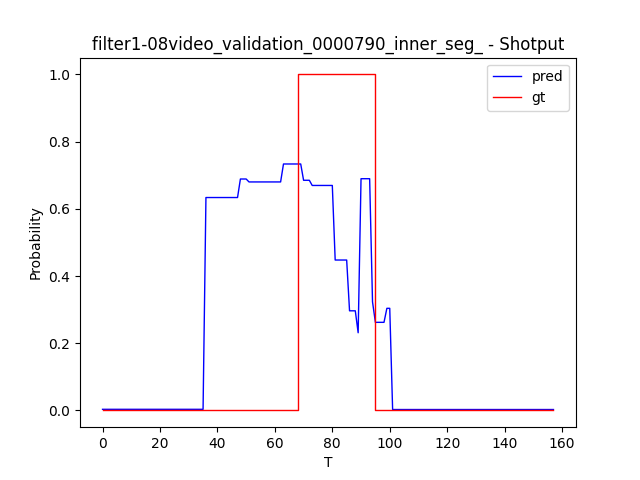 filter1-08video_validation_0000790_inner_seg_ - Shotput
pred
gt
1.0
0.8
0.6
0.4
0.2
0.0
Probability
0 20 40 60 80 100 120 140 160
T